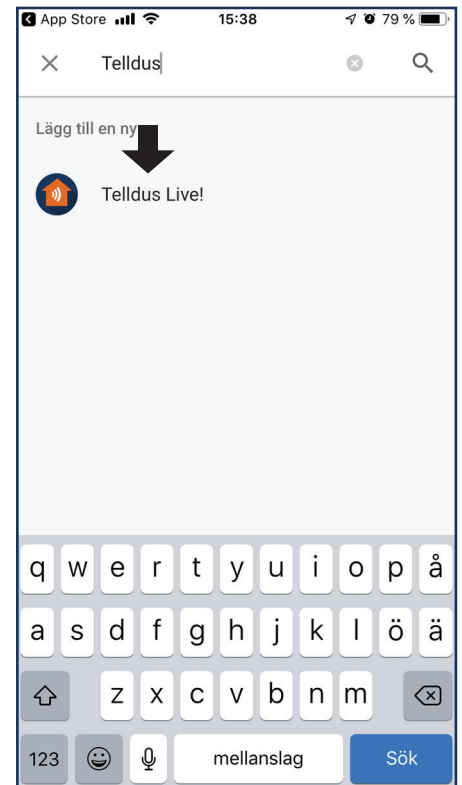 App Store 15:38 79 %
Telldus
Lägg till en ny
Telldus Live!
q w e r t y u i o p å
a s d f g h j k l ö ä
z x c v b n m
123 mellanslag Sök